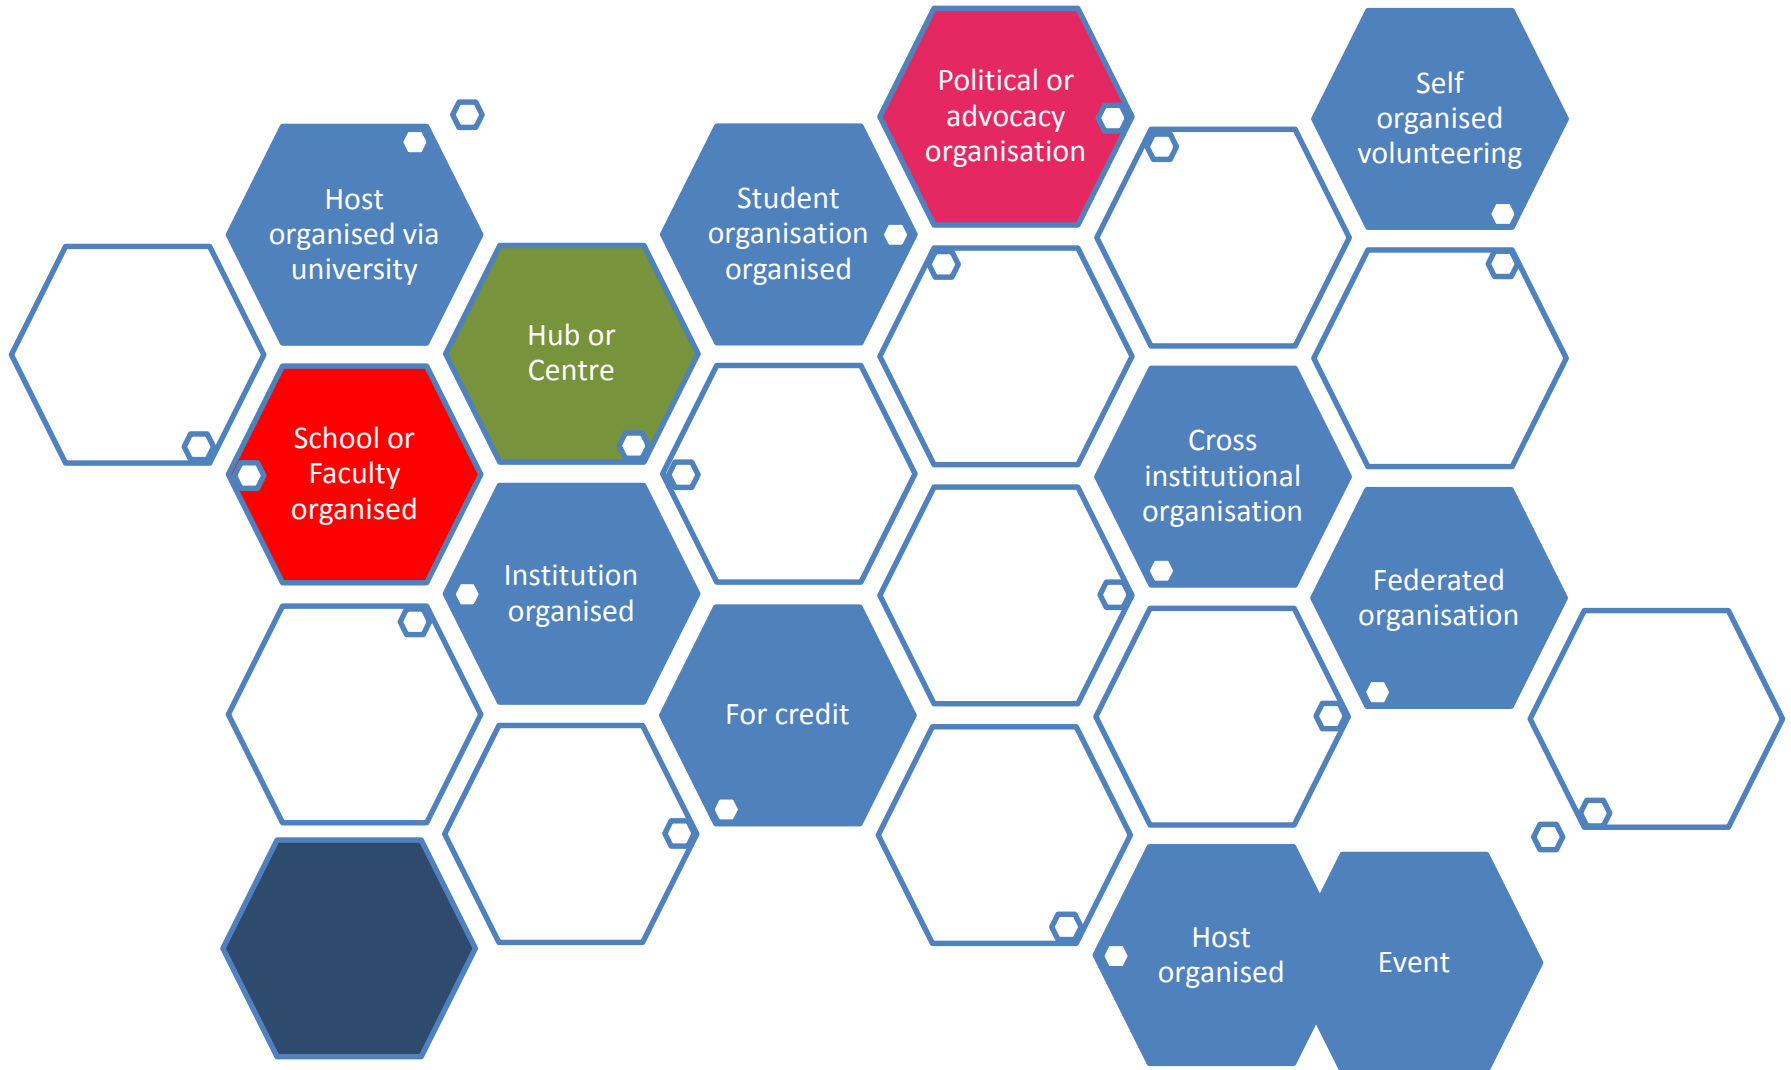 Political or
advocacy
organisation
Self
organised
volunteering
Host
organised via
university
Student
organisation
organised
Hub or
Centre
School or
Faculty
organised
Cross
institutional
organisation
Institution
organised
Federated
organisation
For credit
Host
organised
Event